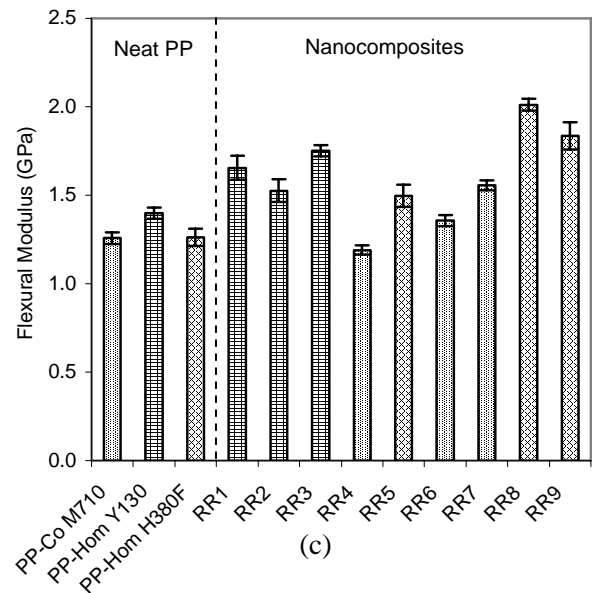 Neat PP
Nanocomposites
Flexural Modulus (GPa)
2.5
2.0
1.5
1.0
0.5
0.0
PP-Co M710
PP-Hom Y130
PP-Hom H380F
RR1
RR2
RR3
RR4
RR5
RR6
RR7
RR8
RR9
(c)